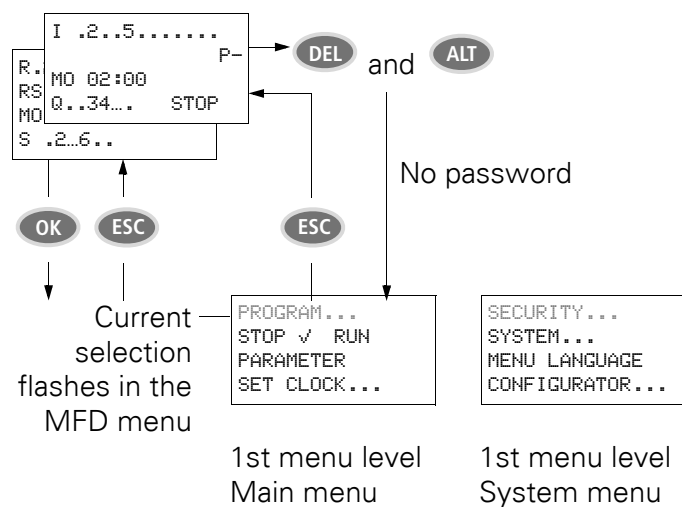 I .2..5.......
P-
MO 02:00
Q..34... . STOP
R.
RS
MO
S .2...6..
DEL and ALT
No password
OK
ESC
ESC
Current
selection
flashes in the
MFD menu
PROGRAM...
STOP √ RUN
PARAMETER
SET CLOCK...
1st menu level
Main menu
SECURITY...
SYSTEM...
MENU LANGUAGE
CONFIGURATOR...
1st menu level
System menu